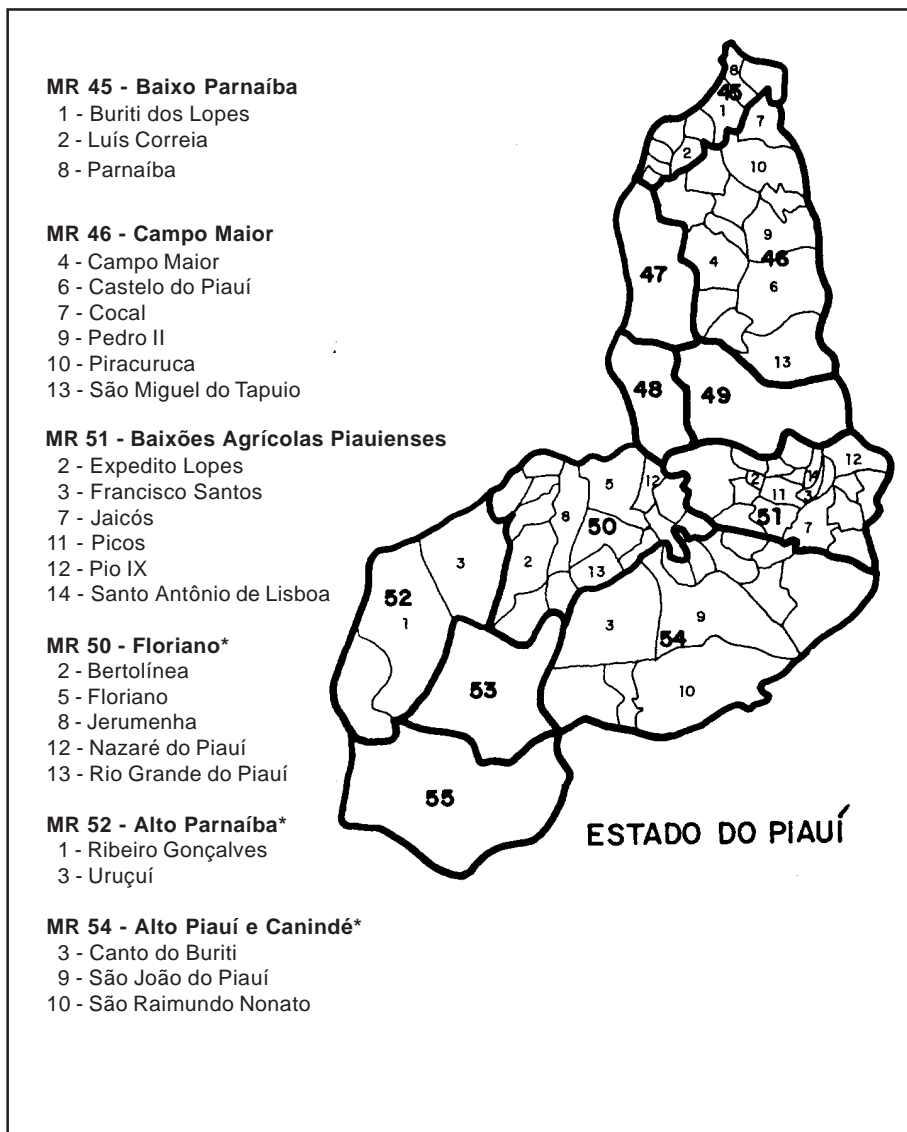 MR 45 - Baixo Parnaíba
1 - Buriti dos Lopes
2 - Luís Correia
8 - Parnaíba
MR 46 - Campo Maior
4 - Campo Maior
6 - Castelo do Piauí
7 - Cocal
9 - Pedro II
10 - Piracuruca
13 - São Miguel do Tapuio
MR 51 - Baixões Agrícolas Piauienses
2 - Expedito Lopes
3 - Francisco Santos
7 - Jaicós
11 - Picos
12 - Pio IX
14 - Santo Antônio de Lisboa
MR 50 - Floriano*
2 - Bertolínea
5 - Floriano
8 - Jerumenha
12 - Nazaré do Piauí
13 - Rio Grande do Piauí
MR 52 - Alto Parnaíba*
1 - Ribeiro Gonçalves
3 - Uruçuí
MR 54 - Alto Piauí e Canindé*
3 - Canto do Buriti
9 - São João do Piauí
10 - São Raimundo Nonato
8
45
1
7
2
10
9
46
47
4
6
13
48
49
5
12
12
2
14
11
3
8
50
51
7
3
2
13
52
1
3
9
54
53
10
55
ESTADO DO PIAUÍ